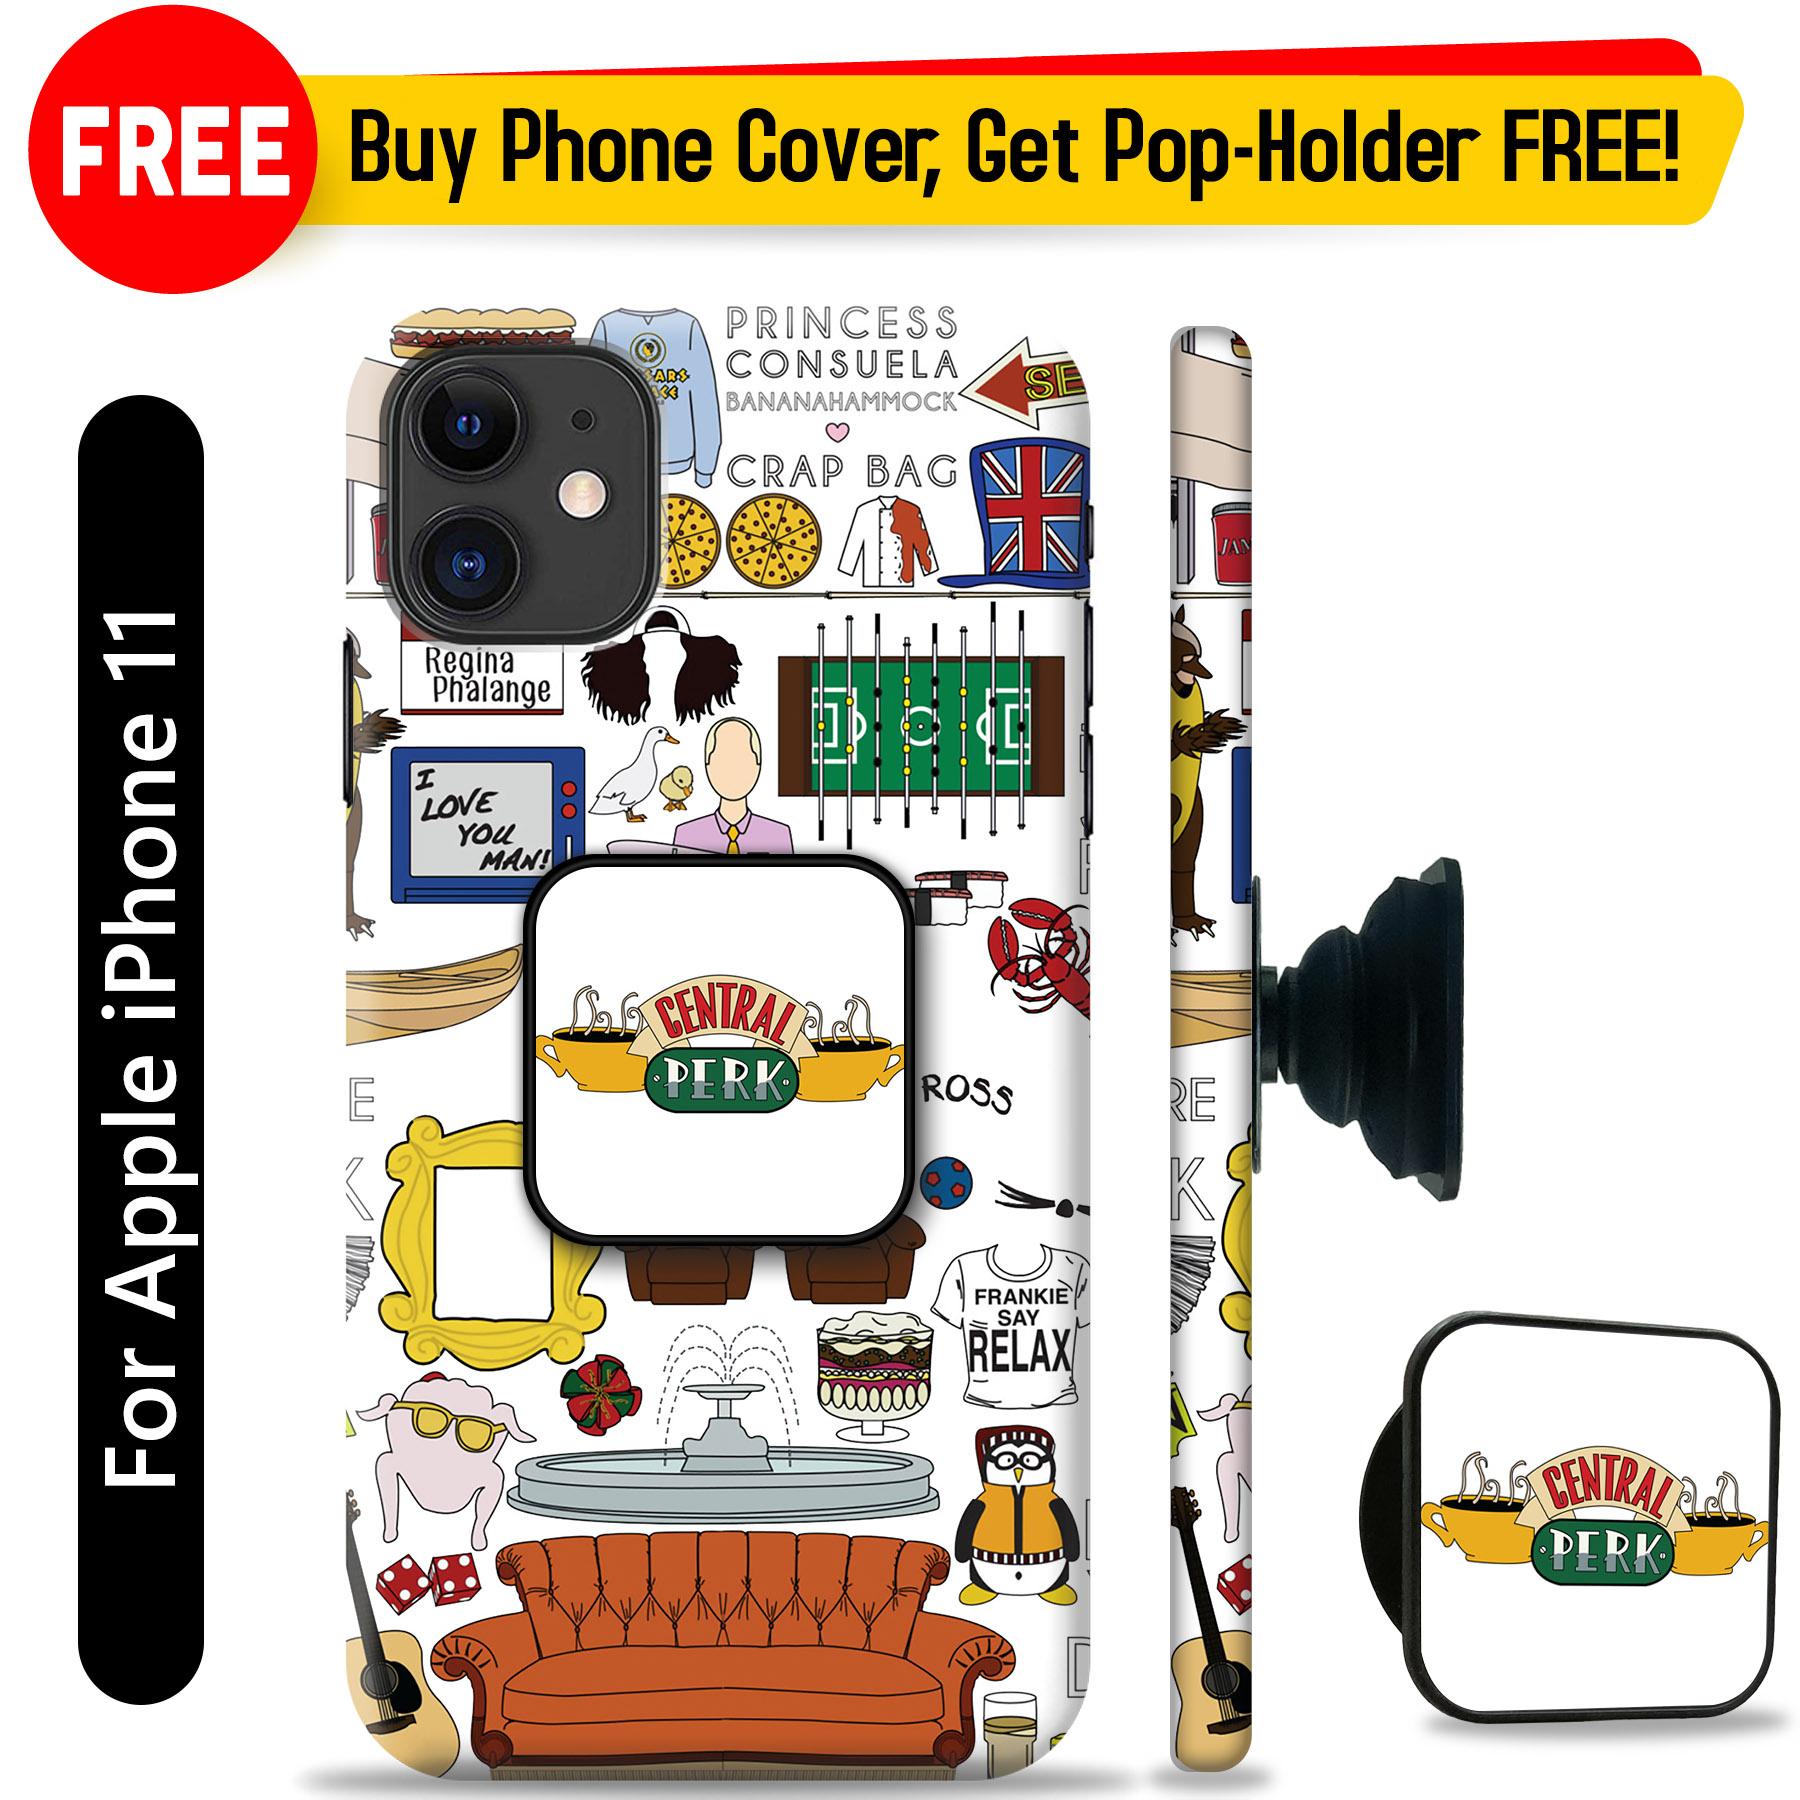 FREE
Buy Phone Cover, Get Pop-Holder FREE!
For Apple iPhone 11
PRINCESS
CONSUELA
BANANAHAMMOCK
CRAP BAG
Regina
Phalange
I
LOVE
YOU
MAN!
CENTRAL
PERK
ROSS
FRANKIE
SAY
RELAX
CENTRAL
PERK